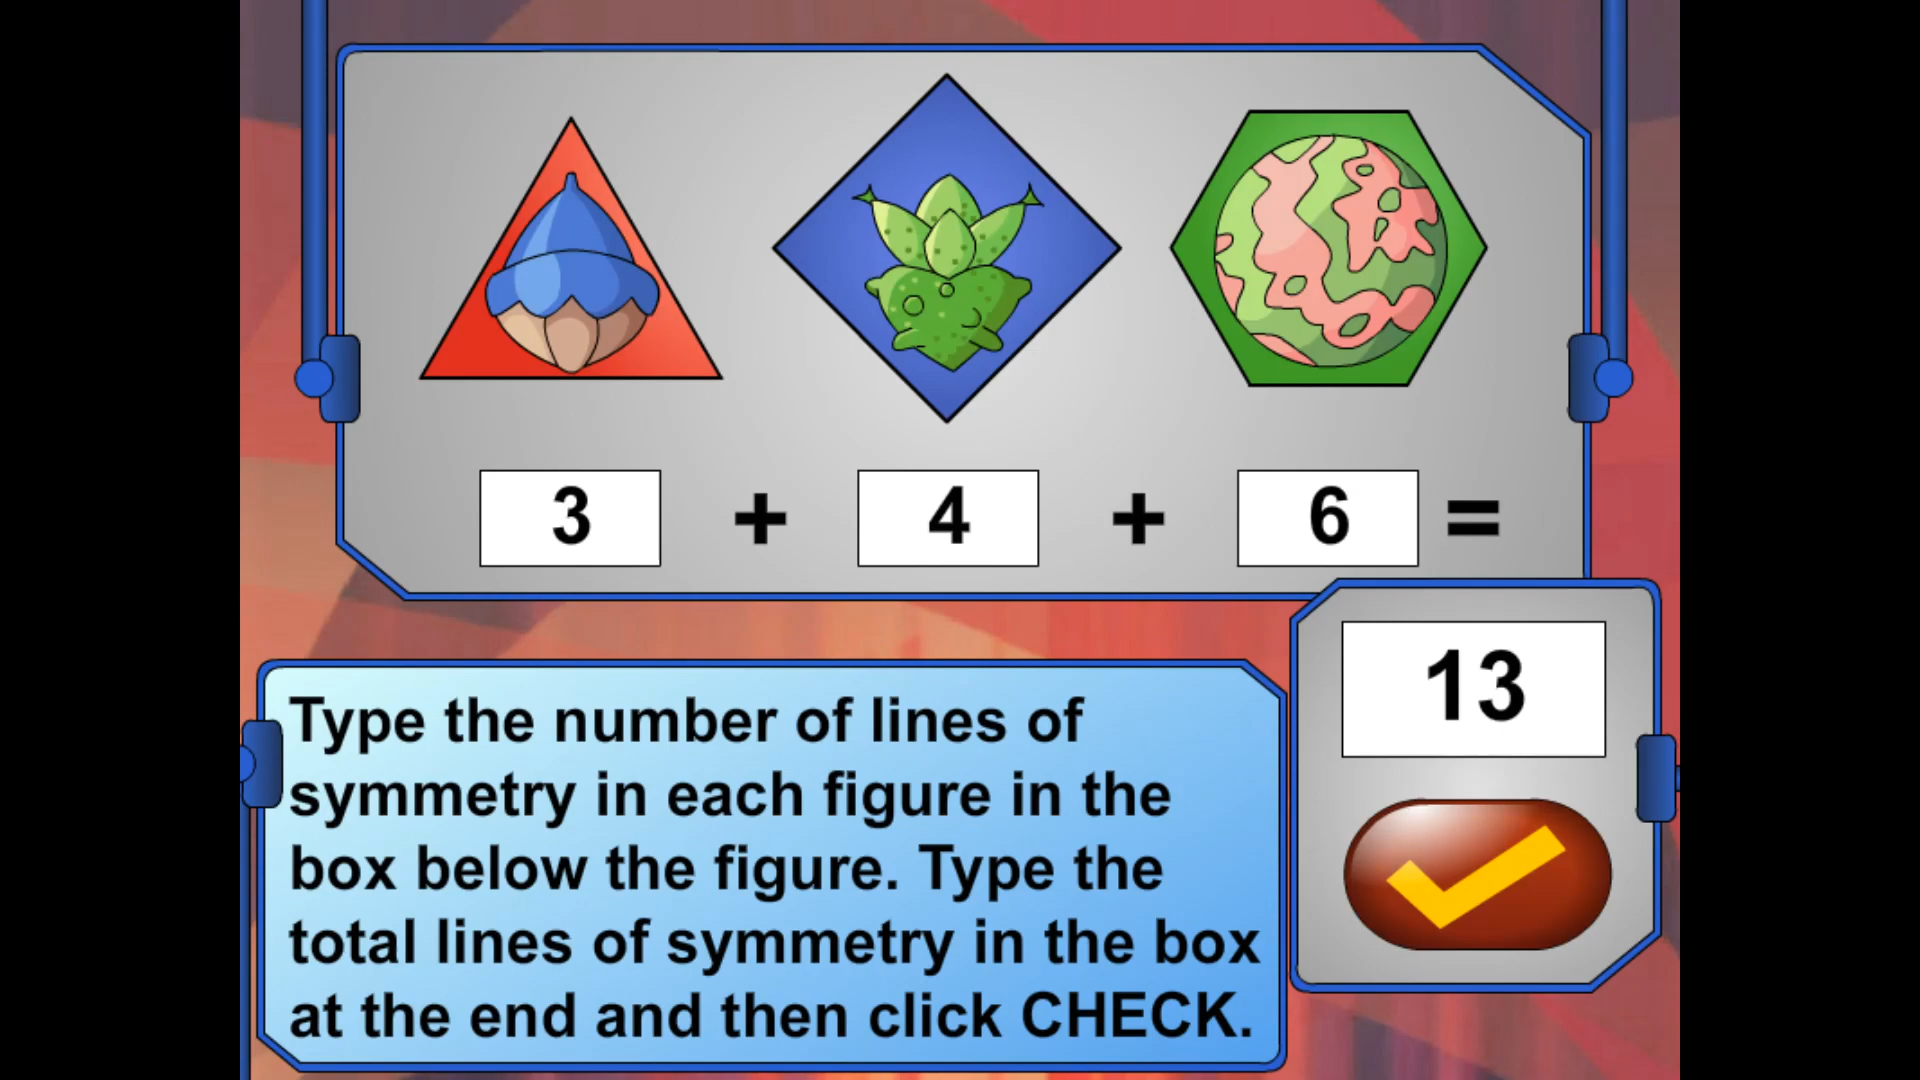 3 + 4 + 6 =
13
Type the number of lines of
symmetry in each figure in the
box below the figure. Type the
total lines of symmetry in the box
at the end and then click CHECK.